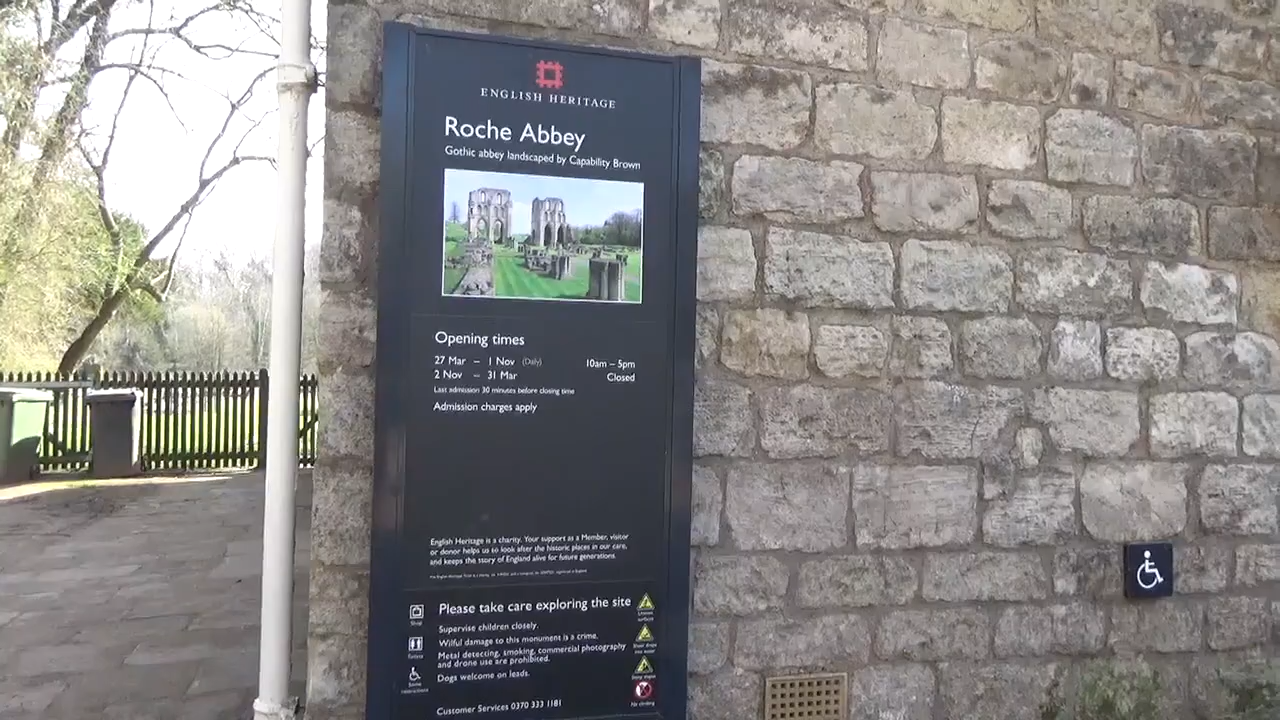 ENGLISH HERITAGE
Roche Abbey
Gothic abbey landscaped by Capability Brown
Opening times
27 Mar – 1 Nov (Daily) 10am – 5pm
2 Nov – 31 Mar Closed
Last admission 30 minutes before closing time
Admission charges apply
English Heritage is a charity. Your support as a Member, visitor
or donor helps us to look after the historic places in our care,
and keeps the story of England alive for future generations.
Please take care exploring the site
Supervise children closely.
Wilful damage to this monument is a crime.
Metal detecting, smoking, commercial photography
and drone use are prohibited.
Dogs welcome on leads.
Customer Services 0370 333 1181
Shop
Toilets
No climbing